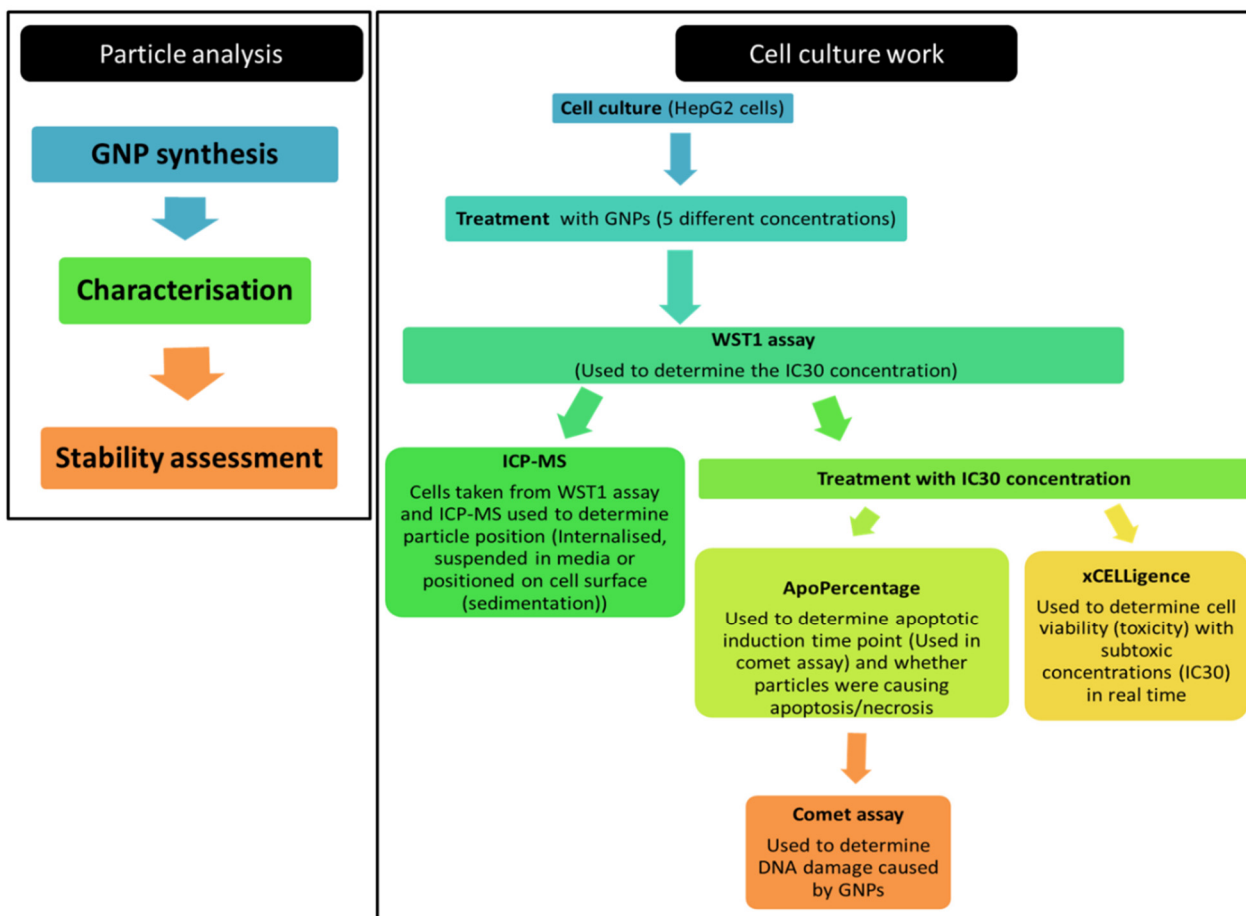 Particle analysis
GNP synthesis
Characterisation
Stability assessment
Cell culture work
Cell culture (HepG2 cells)
Treatment with GNPs (5 different concentrations)
WST1 assay
(Used to determine the IC30 concentration)
ICP-MS
Cells taken from WST1 assay
and ICP-MS used to determine
particle position (Internalised,
suspended in media or
positioned on cell surface
(sedimentation))
Treatment with IC30 concentration
ApoPercentage
Used to determine apoptotic
induction time point (Used in
comet assay) and whether
particles were causing
apoptosis/necrosis
xCELLigence
Used to determine cell
viability (toxicity) with
subtoxic
concentrations (IC30)
in real time
Comet assay
Used to determine
DNA damage caused
by GNPs